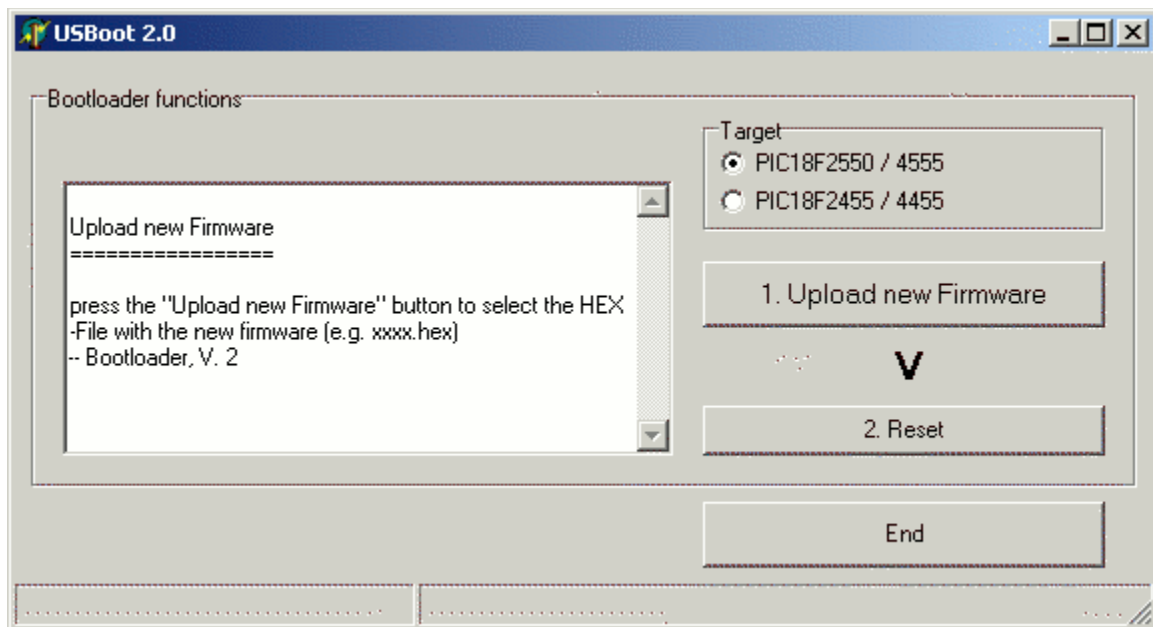 USBoot 2.0
Bootloader functions
Upload new Firmware
=================
press the "Upload new Firmware" button to select the HEX
-File with the new firmware (e.g. xxxx.hex)
-- Bootloader, V. 2
Target
PIC18F2550 / 4555
PIC18F2455 / 4455
1. Upload new Firmware
V
2. Reset
End